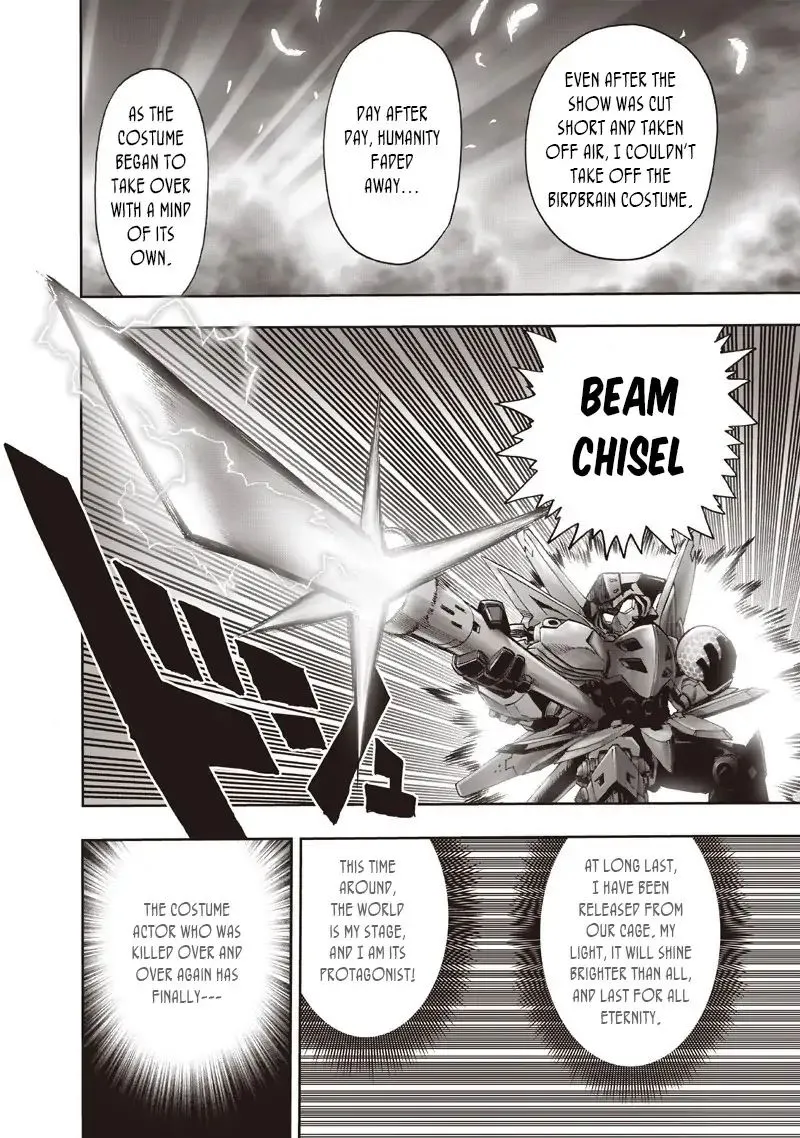 EVEN AFTER THE
SHOW WAS CUT
SHORT AND TAKEN
OFF AIR, I COULDN'T
TAKE OFF THE
BIRDBRAIN COSTUME.
DAY AFTER
DAY, HUMANITY
FADED
AWAY...
AS THE
COSTUME
BEGAN TO
TAKE OVER
WITH A MIND
OF ITS
OWN.
BEAM
CHISEL
ドシュ
AT LONG LAST,
I HAVE BEEN
RELEASED FROM
OUR CAGE. MY
LIGHT, IT WILL SHINE
BRIGHTER THAN ALL,
AND LAST FOR ALL
ETERNITY.
THIS TIME
AROUND,
THE WORLD
IS MY STAGE,
AND I AM ITS
PROTAGONIST!
THE COSTUME
ACTOR WHO WAS
KILLED OVER AND
OVER AGAIN HAS
FINALLY---